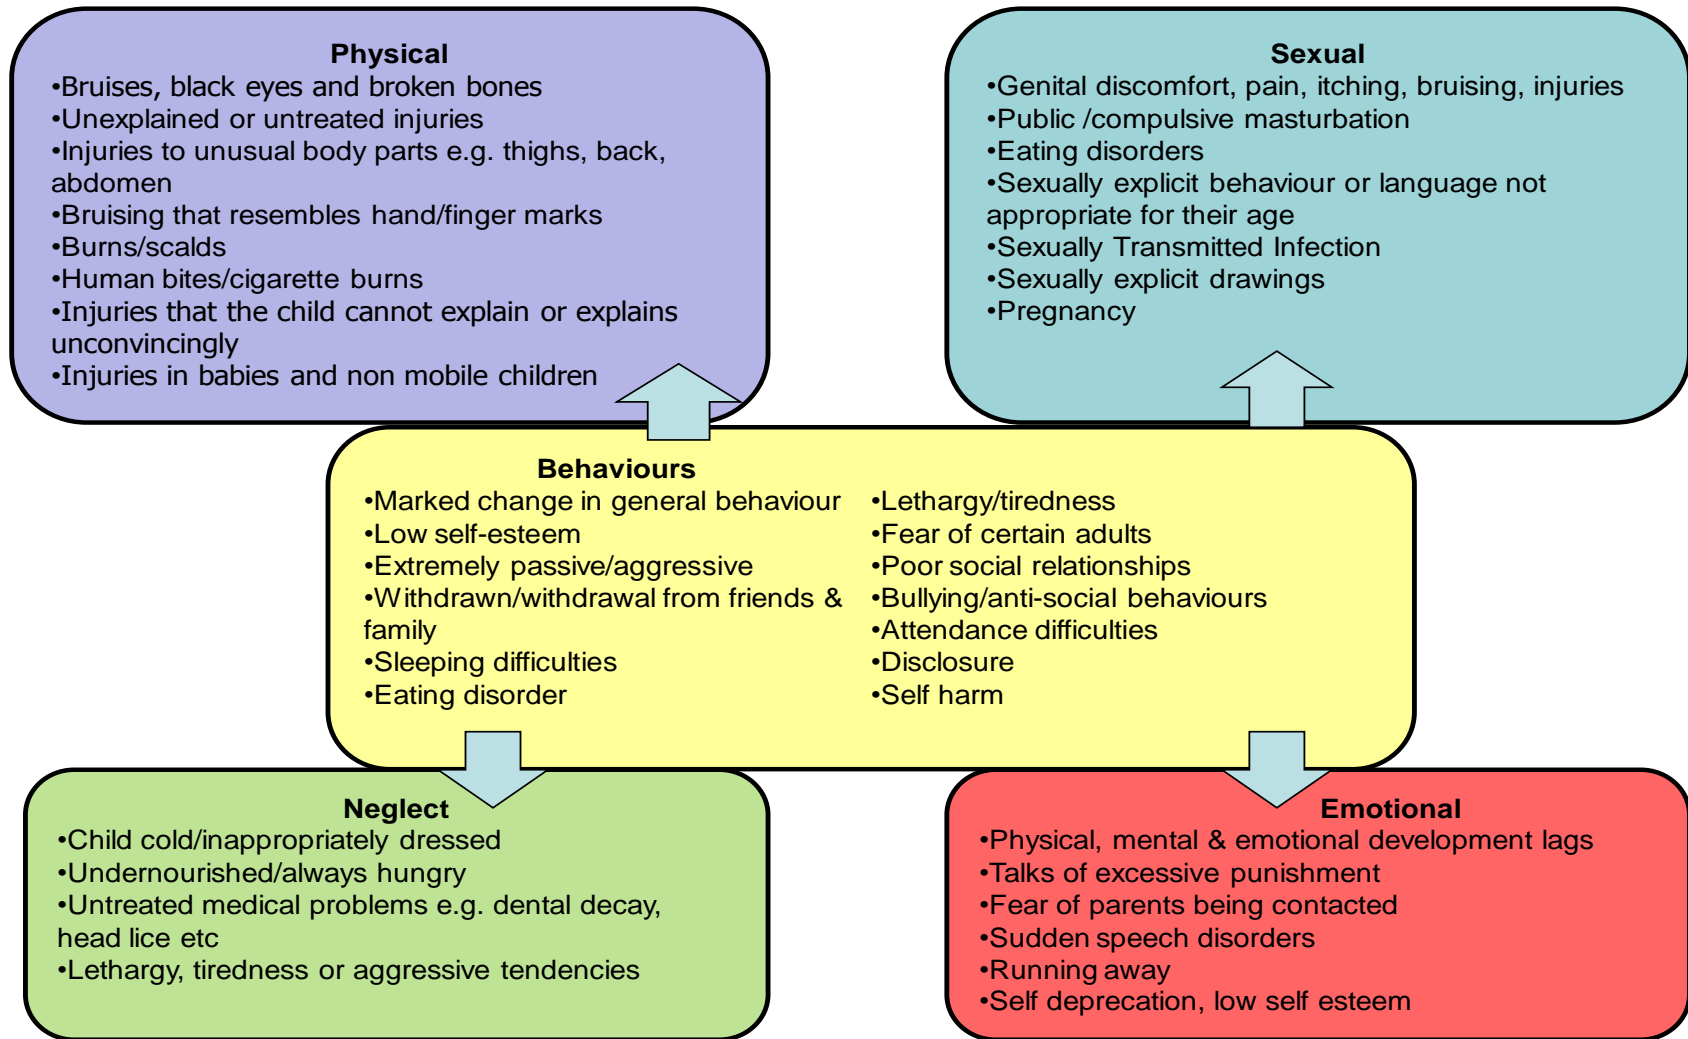 Physical
•Bruises, black eyes and broken bones
•Unexplained or untreated injuries
•Injuries to unusual body parts e.g. thighs, back,
abdomen
•Bruising that resembles hand/finger marks
•Burns/scalds
•Human bites/cigarette burns
•Injuries that the child cannot explain or explains
unconvincingly
•Injuries in babies and non mobile children
Sexual
•Genital discomfort, pain, itching, bruising, injuries
•Public /compulsive masturbation
•Eating disorders
•Sexually explicit behaviour or language not
appropriate for their age
•Sexually Transmitted Infection
•Sexually explicit drawings
•Pregnancy
Behaviours
•Marked change in general behaviour
•Low self-esteem
•Extremely passive/aggressive
•Withdrawn/withdrawal from friends &
family
•Sleeping difficulties
•Eating disorder
•Lethargy/tiredness
•Fear of certain adults
•Poor social relationships
•Bullying/anti-social behaviours
•Attendance difficulties
•Disclosure
•Self harm
Neglect
•Child cold/inappropriately dressed
•Undernourished/always hungry
•Untreated medical problems e.g. dental decay,
head lice etc
•Lethargy, tiredness or aggressive tendencies
Emotional
•Physical, mental & emotional development lags
•Talks of excessive punishment
•Fear of parents being contacted
•Sudden speech disorders
•Running away
•Self deprecation, low self esteem